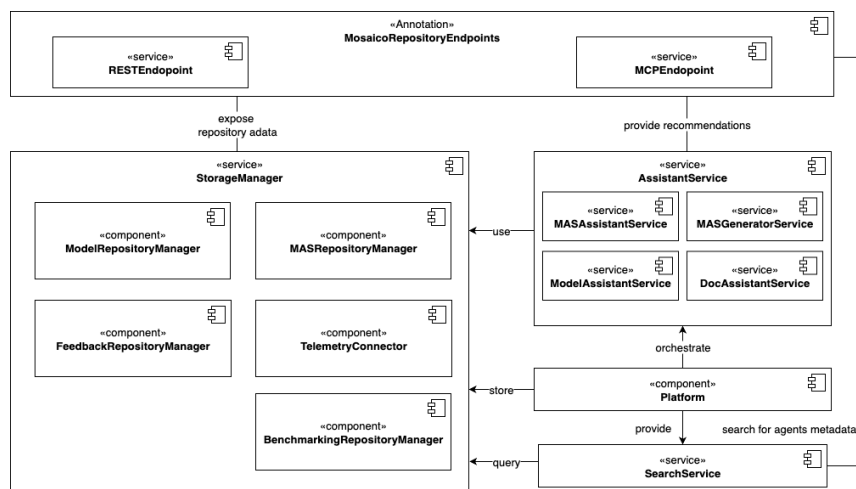 «Annotation»
MosaicoRepositoryEndpoints
«service»
RESTEndopoint
«service»
MCPEndopoint
expose
repository adata
provide recommendations
«service»
StorageManager
«component»
ModelRepositoryManager
«component»
MASRepositoryManager
«component»
FeedbackRepositoryManager
«component»
TelemetryConnector
«component»
BenchmarkingRepositoryManager
use
store
query
«service»
AssistantService
«service»
MASAssistantService
«service»
MASGeneratorService
«service»
ModelAssistantService
«service»
DocAssistantService
orchestrate
«component»
Platform
provide
search for agents metadata
«service»
SearchService